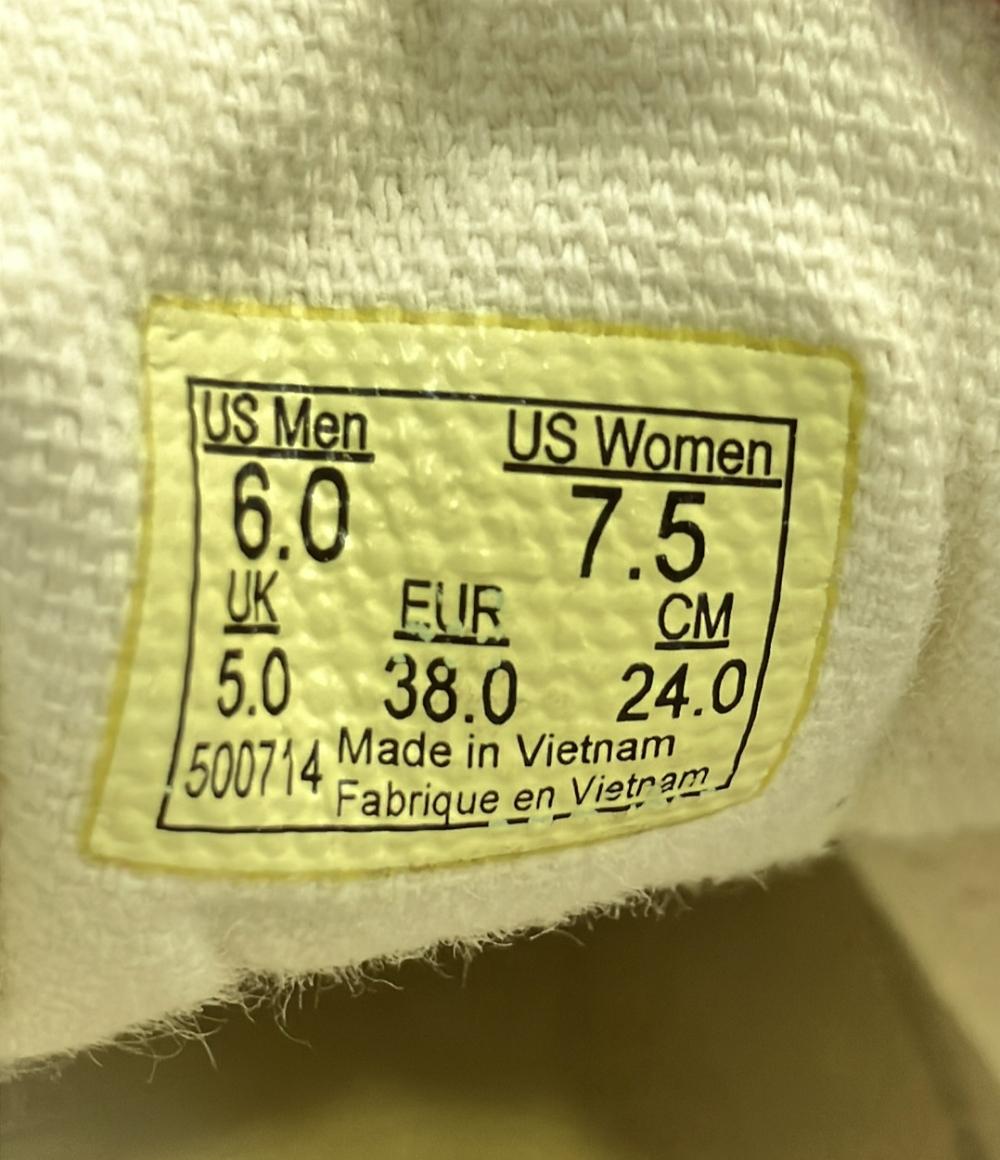 US Men US Women
6.0 7.5
UK EUR CM
5.0 38.0 24.0
500714 Made in Vietnam
Fabrique en Vietnam